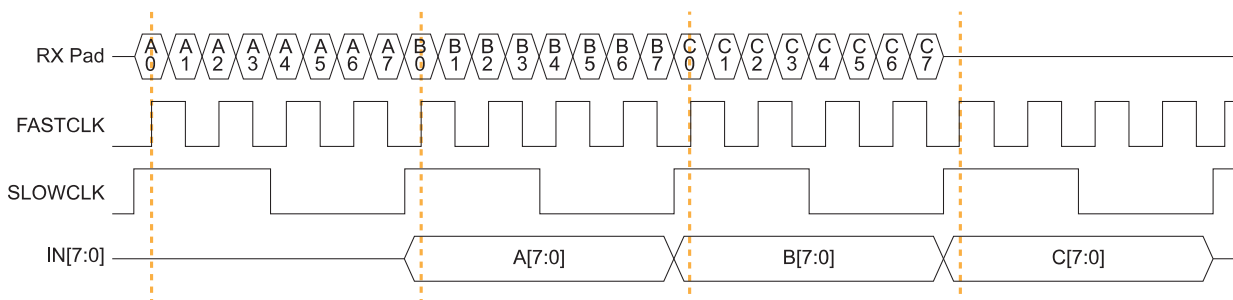 RX Pad A0 A1 A2 A3 A4 A5 A6 A7 B0 B1 B2 B3 B4 B5 B6 B7 C0 C1 C2 C3 C4 C5 C6 C7
FASTCLK
SLOWCLK
IN[7:0] A[7:0] B[7:0] C[7:0]